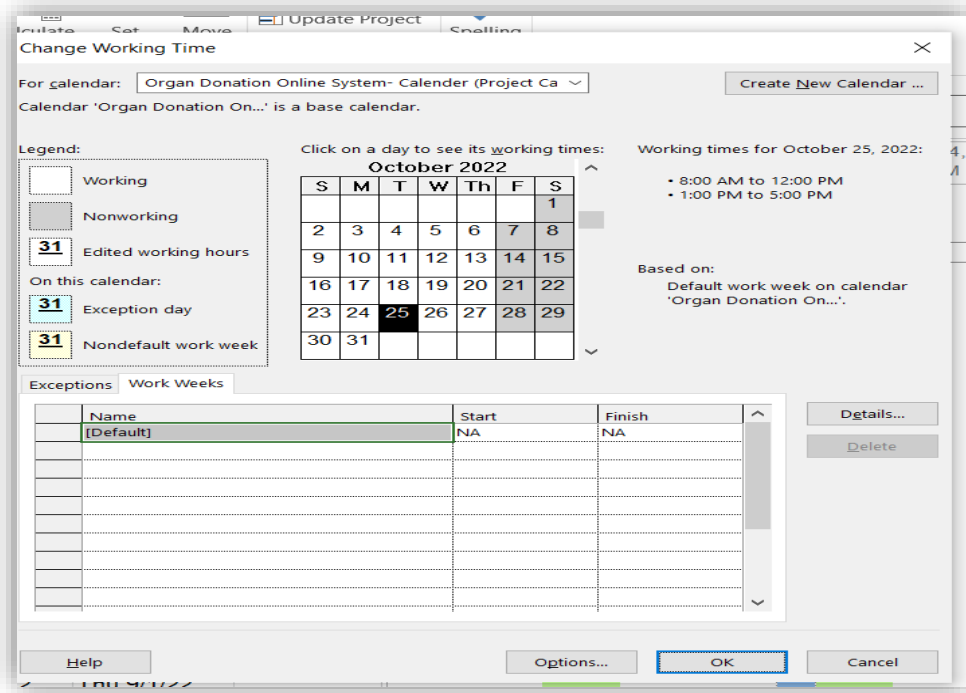 Update Project
Set Move
Spelling
Change Working Time
For calendar: Organ Donation Online System- Calender (Project Ca
Create New Calendar ...
Calendar 'Organ Donation On...' is a base calendar.
Legend:
Working
Nonworking
31 Edited working hours
On this calendar:
31 Exception day
31 Nondefault work week
Click on a day to see its working times:
October 2022
S M T W Th F S
1
2 3 4 5 6 7 8
9 10 11 12 13 14 15
16 17 18 19 20 21 22
23 24 25 26 27 28 29
30 31
Working times for October 25, 2022:
• 8:00 AM to 12:00 PM
• 1:00 PM to 5:00 PM
Based on:
Default work week on calendar
'Organ Donation On...'.
Exceptions Work Weeks
Name Start Finish
[Default] NA NA
Details...
Delete
Help Options... OK Cancel